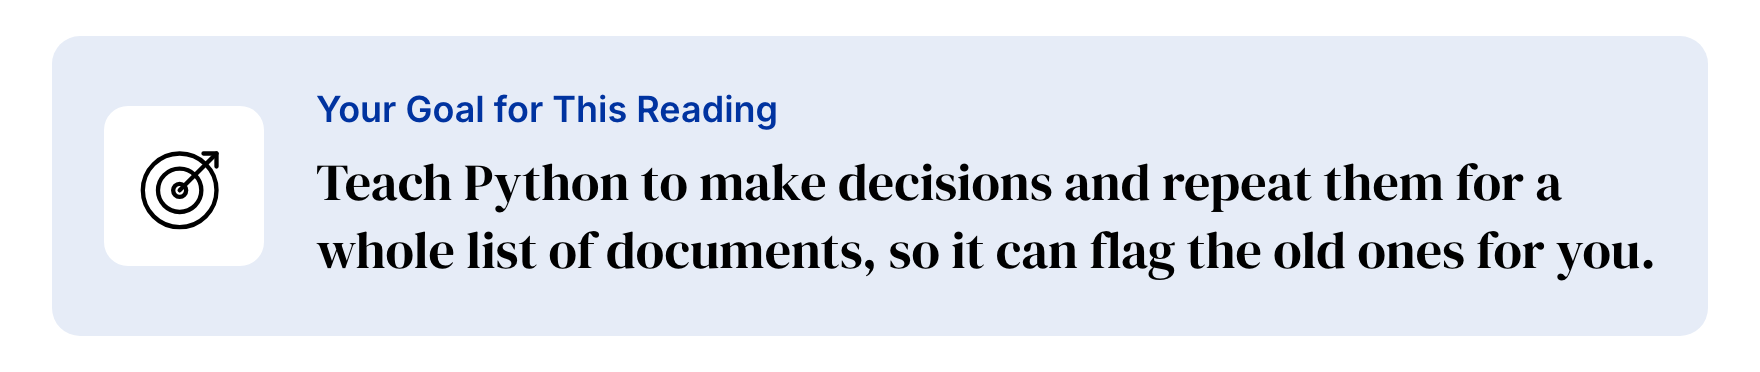 Your Goal for This Reading
Teach Python to make decisions and repeat them for a
whole list of documents, so it can flag the old ones for you.